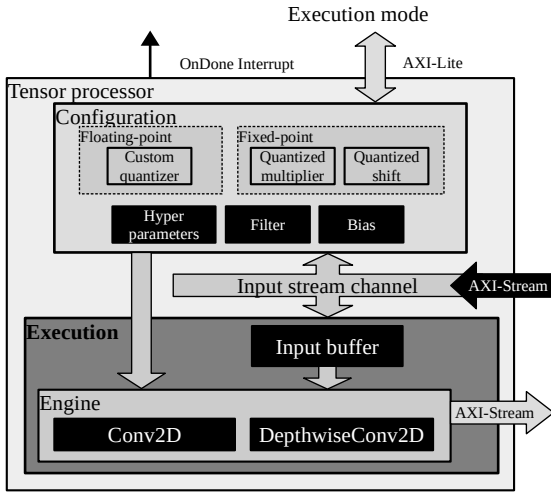 Execution mode
OnDone Interrupt
AXI-Lite
Tensor processor
Configuration
Floating-point
Fixed-point
Custom
quantizer
Quantized
multiplier
Quantized
shift
Hyper
parameters
Filter
Bias
Input stream channel
AXI-Stream
Execution
Input buffer
Engine
AXI-Stream
Conv2D
DepthwiseConv2D